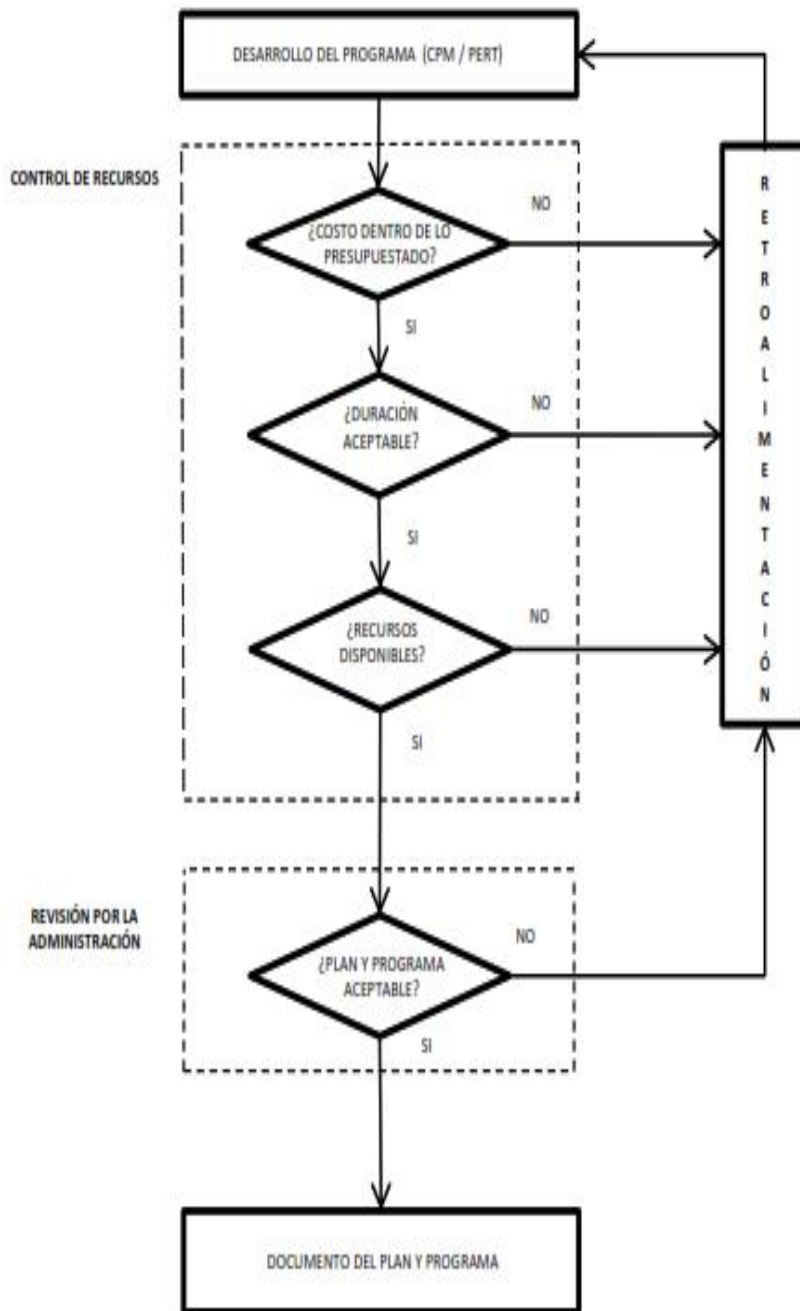 DESARROLLO DEL PROGRAMA (CPM / PERT)
CONTROL DE RECURSOS
¿COSTO DENTRO DE LO
PRESUPUESTADO?
NO
SI
¿DURACIÓN
ACEPTABLE?
NO
SI
¿RECURSOS
DISPONIBLES?
NO
SI
RETROALIMENTACIÓN
REVISIÓN POR LA
ADMINISTRACIÓN
¿PLAN Y PROGRAMA
ACEPTABLE?
NO
SI
DOCUMENTO DEL PLAN Y PROGRAMA